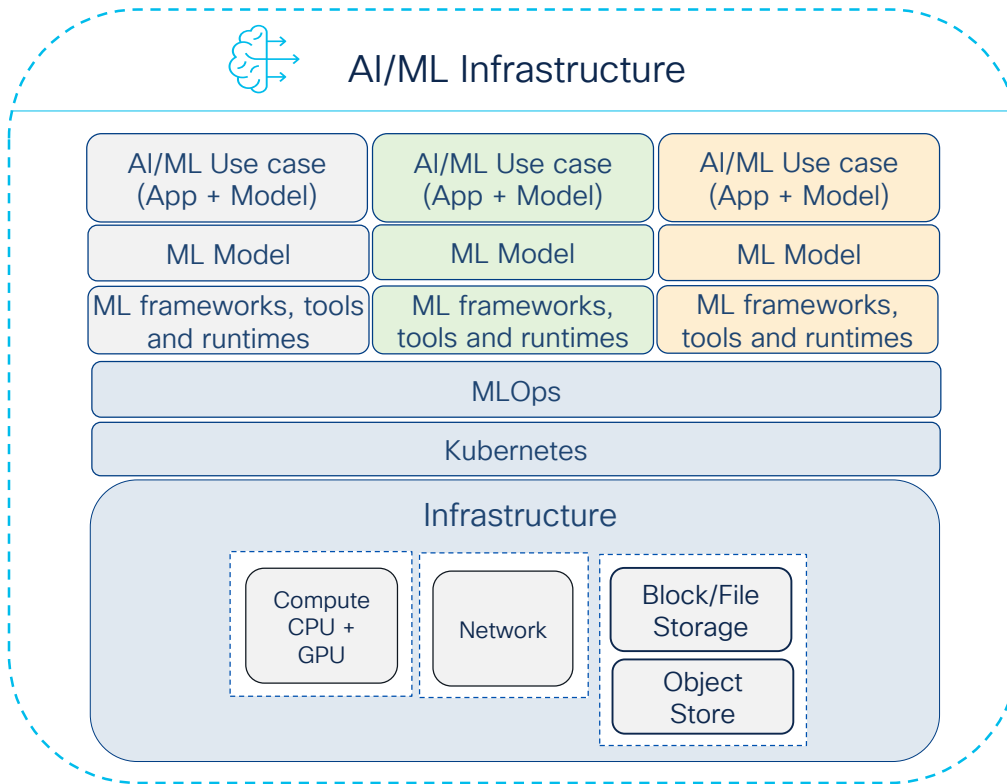 AI/ML Infrastructure
AI/ML Use case
(App + Model)
AI/ML Use case
(App + Model)
AI/ML Use case
(App + Model)
ML Model
ML Model
ML Model
ML frameworks, tools
and runtimes
ML frameworks,
tools and runtimes
ML frameworks,
tools and runtimes
MLOps
Kubernetes
Infrastructure
Compute
CPU +
GPU
Network
Block/File
Storage
Object
Store